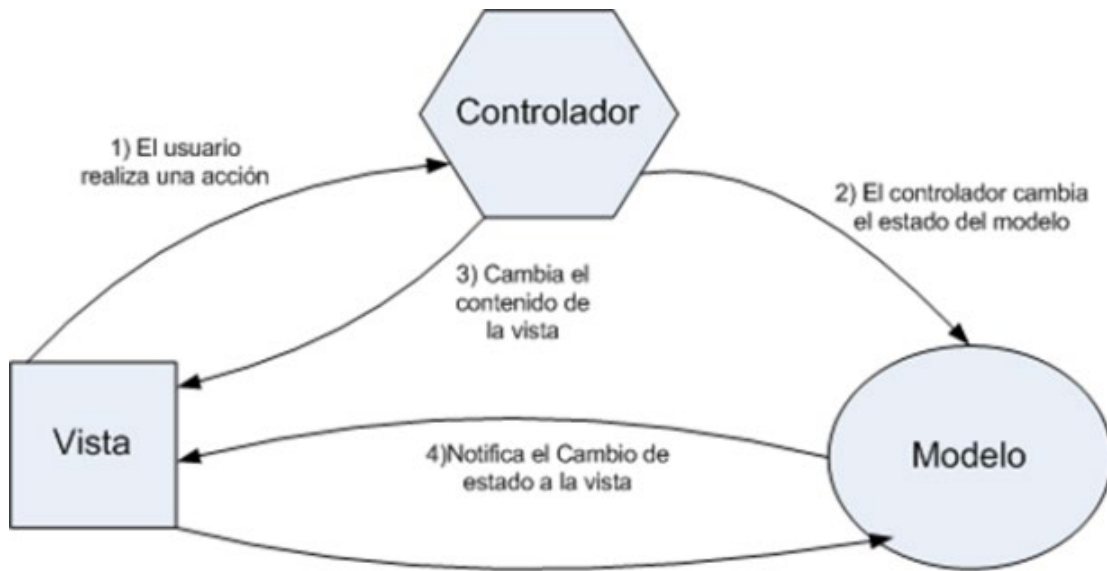 Controlador
1) El usuario
realiza una acción
2) El controlador cambia
el estado del modelo
3) Cambia el
contenido de
la vista
Vista
4)Notifica el Cambio de
estado a la vista
Modelo